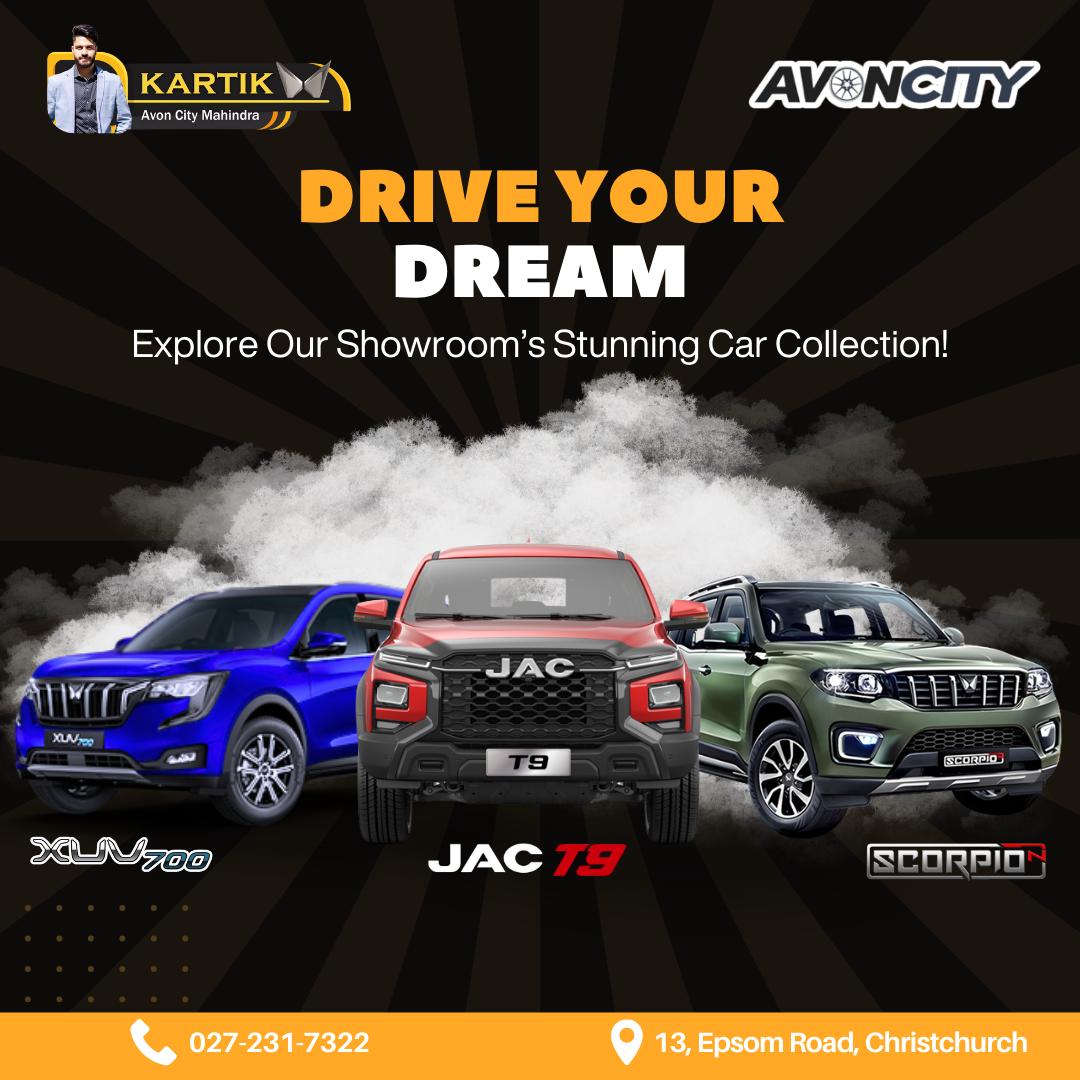 KARTIK
Avon City Mahindra
AVONCITY
DRIVE YOUR
DREAM
Explore Our Showroom's Stunning Car Collection!
JAC
XUV700
T9
SCORPIO N
XUV700
JAC T9
SCORPIO N
027-231-7322
13, Epsom Road, Christchurch